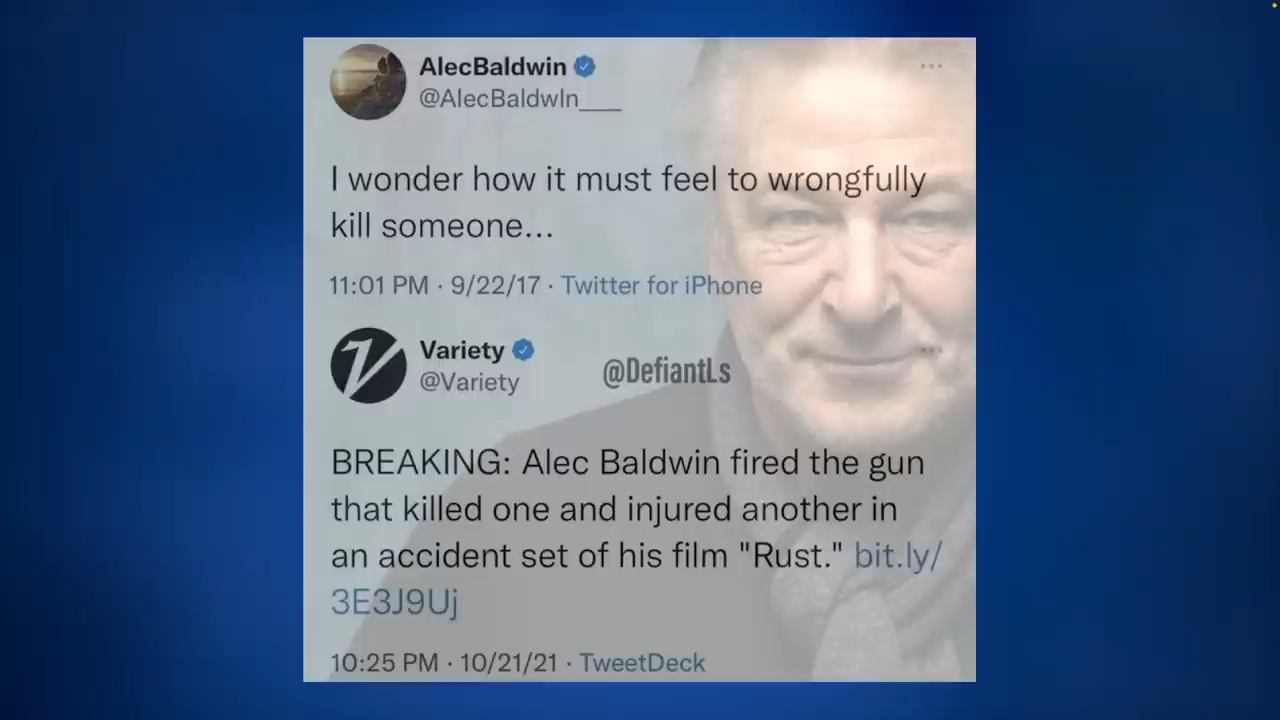 AlecBaldwin
@AlecBaldwIn___
I wonder how it must feel to wrongfully
kill someone...
11:01 PM · 9/22/17 · Twitter for iPhone
Variety
@Variety
@DefiantLs
BREAKING: Alec Baldwin fired the gun
that killed one and injured another in
an accident set of his film "Rust." bit.ly/
3E3J9Uj
10:25 PM · 10/21/21 · TweetDeck